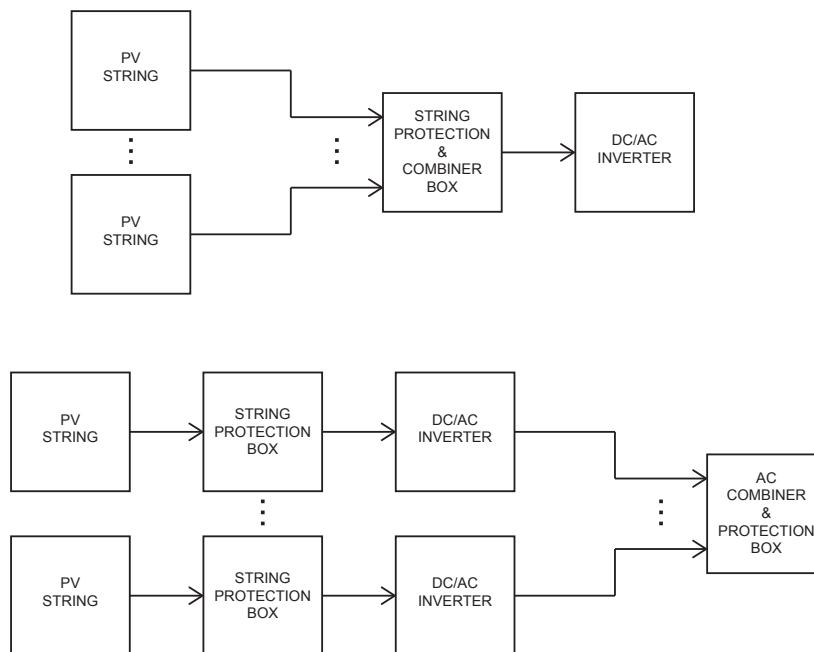 PV
STRING
STRING
PROTECTION
&
COMBINER
BOX
DC/AC
INVERTER
PV
STRING
PV
STRING
STRING
PROTECTION
BOX
DC/AC
INVERTER
AC
COMBINER
&
PROTECTION
BOX
PV
STRING
STRING
PROTECTION
BOX
DC/AC
INVERTER